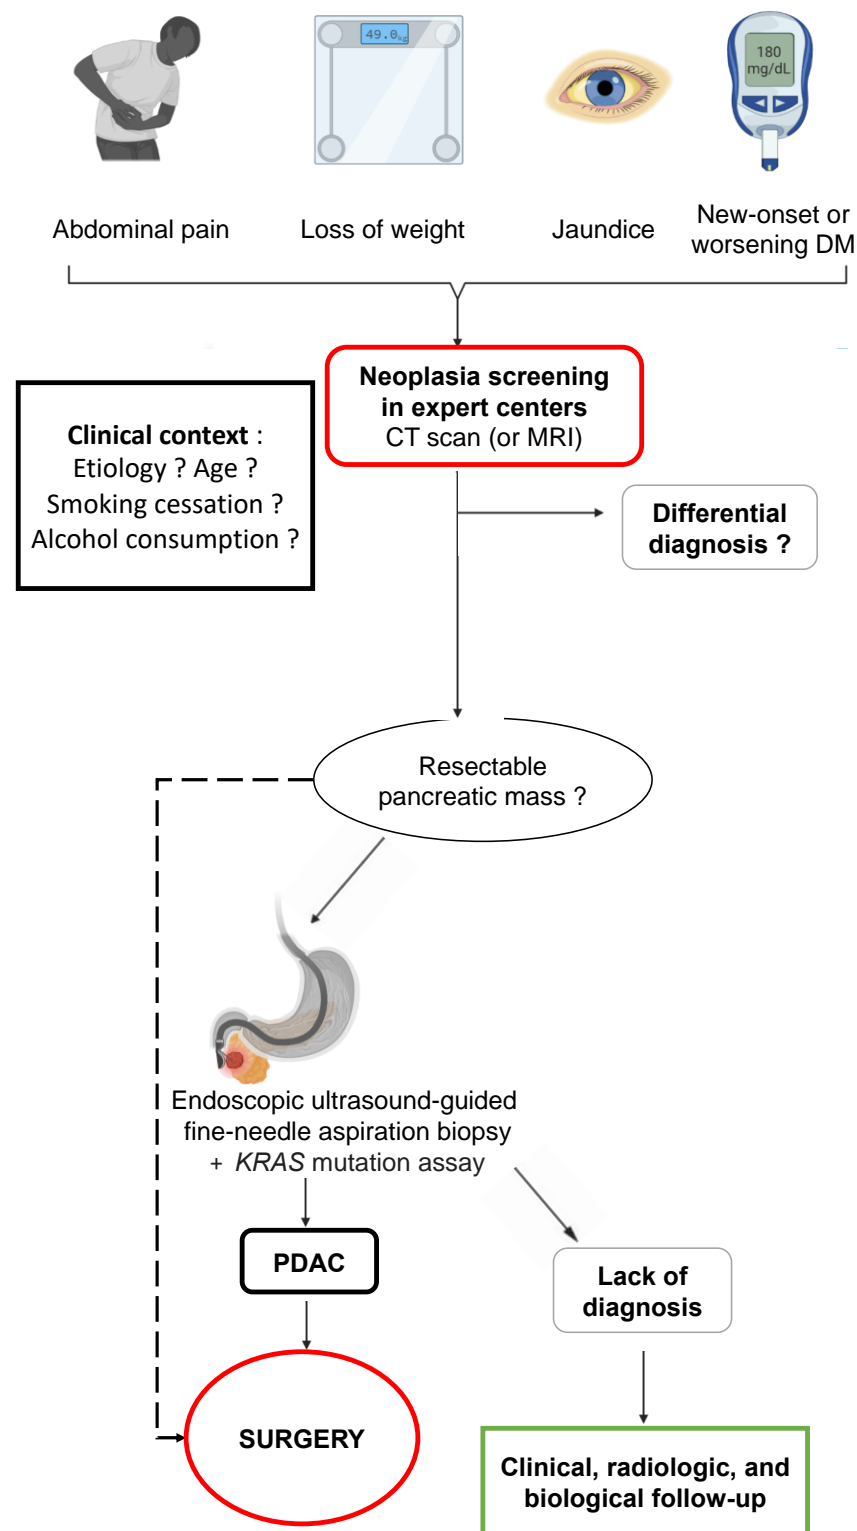 49.0kg
180
mg/dL
Abdominal pain
Loss of weight
Jaundice
New-onset or
worsening DM
Neoplasia screening
in expert centers
CT scan (or MRI)
Clinical context :
Etiology ? Age ?
Smoking cessation ?
Alcohol consumption ?
Differential
diagnosis ?
Resectable
pancreatic mass ?
Endoscopic ultrasound-guided
fine-needle aspiration biopsy
+ KRAS mutation assay
PDAC
Lack of
diagnosis
SURGERY
Clinical, radiologic, and
biological follow-up